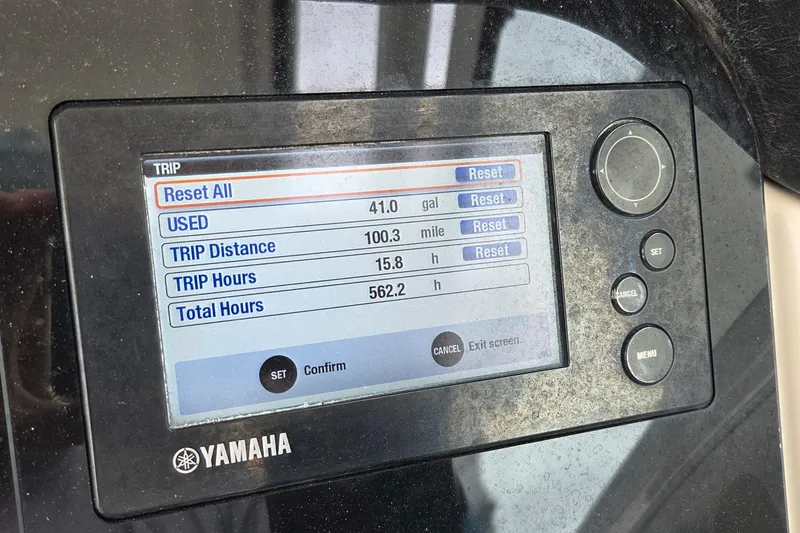 TRIP
Reset All Reset
USED 41.0 gal Reset
TRIP Distance 100.3 mile Reset
TRIP Hours 15.8 h Reset
Total Hours 562.2 h
SET Confirm CANCEL Exit screen
SET
CANCEL
MENU
YAMAHA